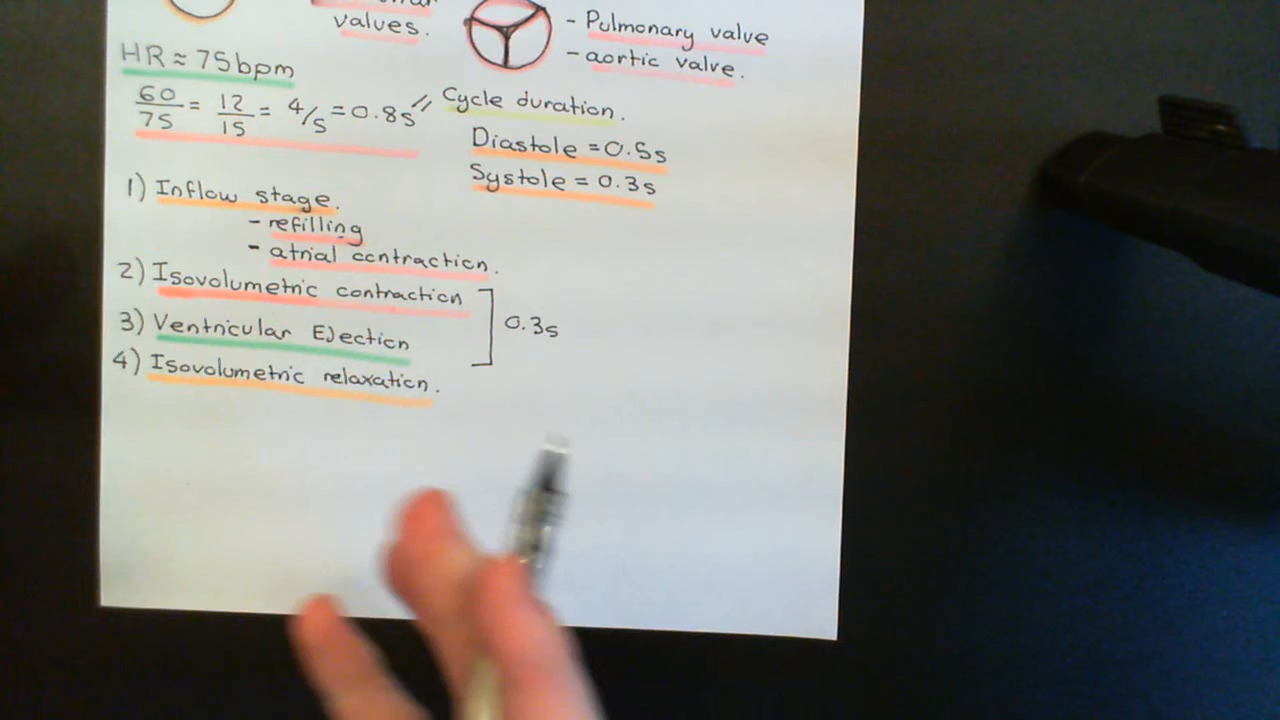 values.
- Pulmonary valve
- aortic valve.
HR ≈ 75bpm
60/75 = 12/15 = 4/5 = 0.8s // Cycle duration.
Diastole = 0.5s
Systole = 0.3s
1) Inflow stage.
- refilling
- atrial contraction.
2) Isovolumetric contraction
3) Ventricular Ejection
0.3s
4) Isovolumetric relaxation.